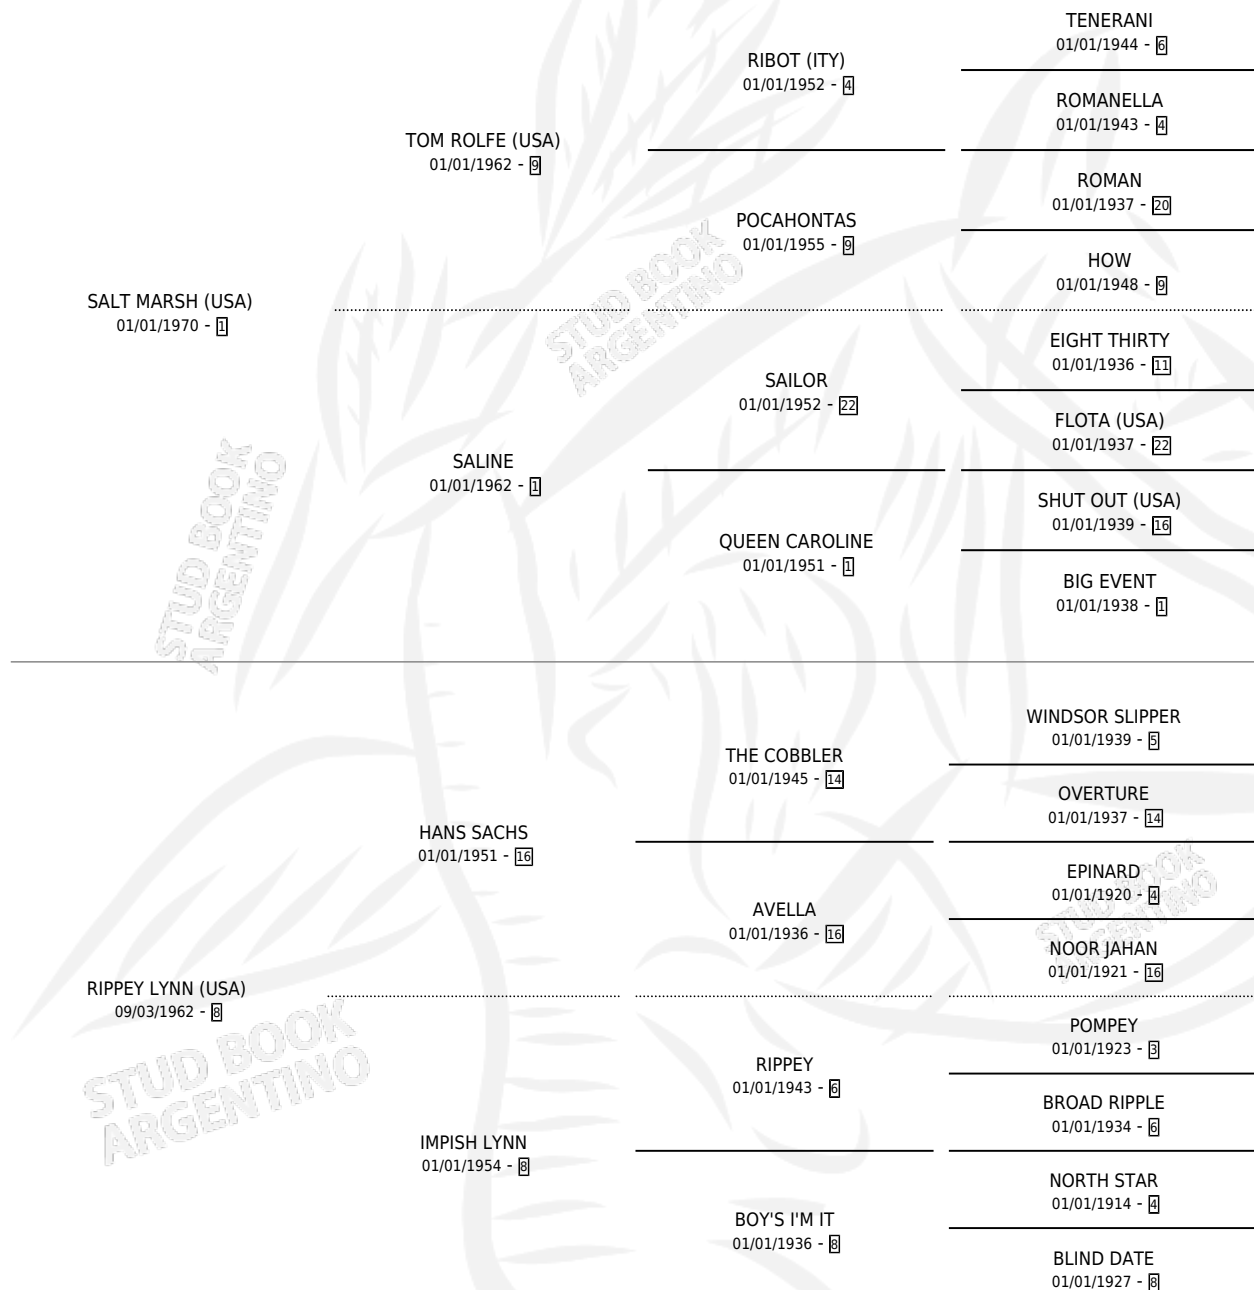 TENERANI
01/01/1944 - 6
RIBOT (ITY)
01/01/1952 - 4
ROMANELLA
01/01/1943 - 4
TOM ROLFE (USA)
01/01/1962 - 9
ROMAN
01/01/1937 - 20
POCAHONTAS
01/01/1955 - 9
HOW
01/01/1948 - 9
SALT MARSH (USA)
01/01/1970 - 1
STUD BOOK
ARGENTINO
EIGHT THIRTY
01/01/1936 - 11
SAILOR
01/01/1952 - 22
FLOTA (USA)
01/01/1937 - 22
SALINE
01/01/1962 - 1
SHUT OUT (USA)
01/01/1939 - 16
QUEEN CAROLINE
01/01/1951 - 1
BIG EVENT
01/01/1938 - 1
STUD BOOK
ARGENTINO
WINDSOR SLIPPER
01/01/1939 - 5
THE COBBLER
01/01/1945 - 14
OVERTURE
01/01/1937 - 14
HANS SACHS
01/01/1951 - 16
EPINARD
01/01/1920 - 4
AVELLA
01/01/1936 - 16
STUD BOOK
ARGENTINO
NOOR JAHAN
01/01/1921 - 16
RIPPEY LYNN (USA)
09/03/1962 - 8
POMPEY
01/01/1923 - 3
RIPPEY
01/01/1943 - 6
STUD BOOK
ARGENTINO
BROAD RIPPLE
01/01/1934 - 6
IMPISH LYNN
01/01/1954 - 8
NORTH STAR
01/01/1914 - 4
BOY'S I'M IT
01/01/1936 - 8
BLIND DATE
01/01/1927 - 8